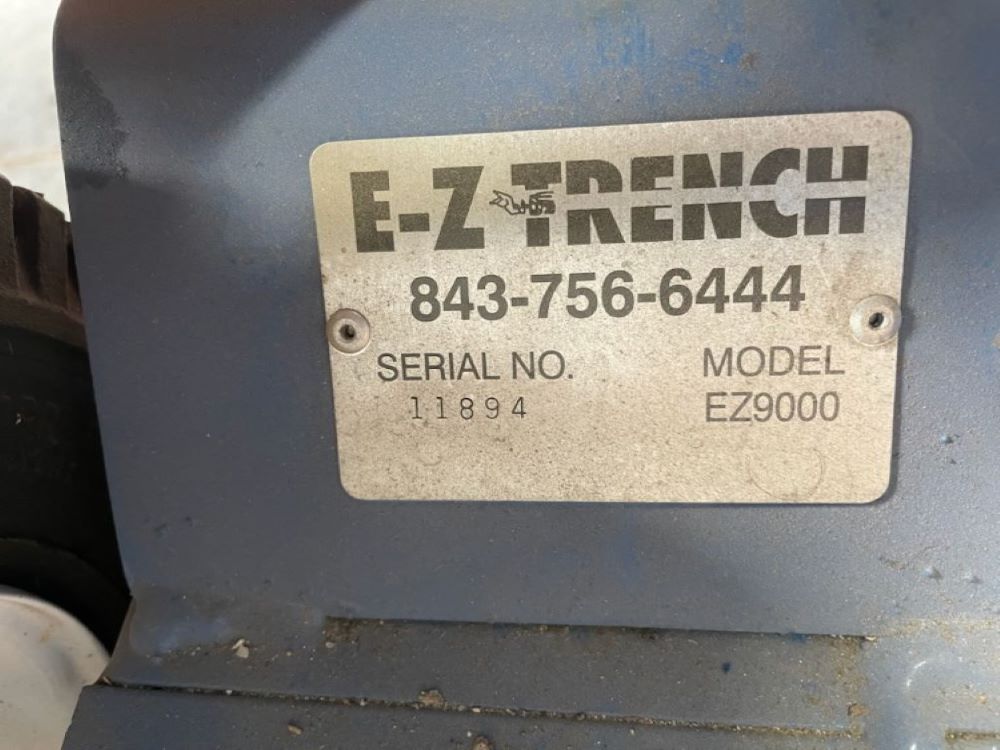 E-Z TRENCH
843-756-6444
SERIAL NO. MODEL
11894 EZ9000